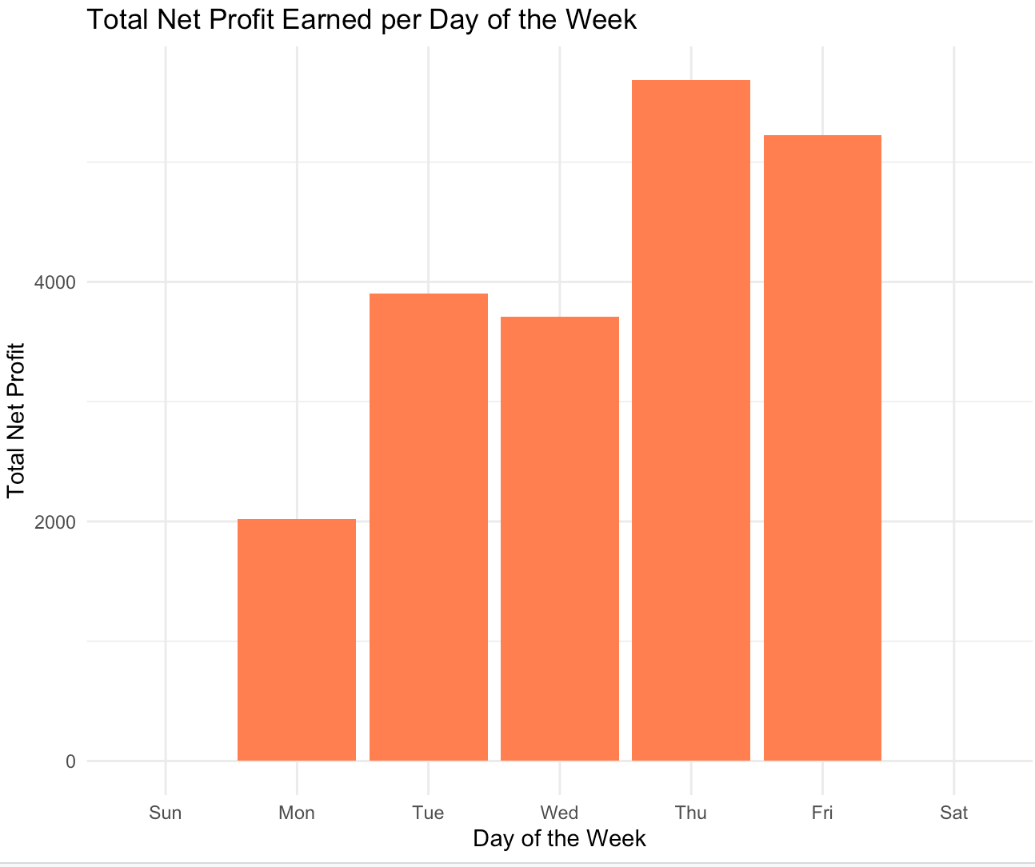 Total Net Profit Earned per Day of the Week
Total Net Profit
4000
2000
0
Sun Mon Tue Wed Thu Fri Sat
Day of the Week